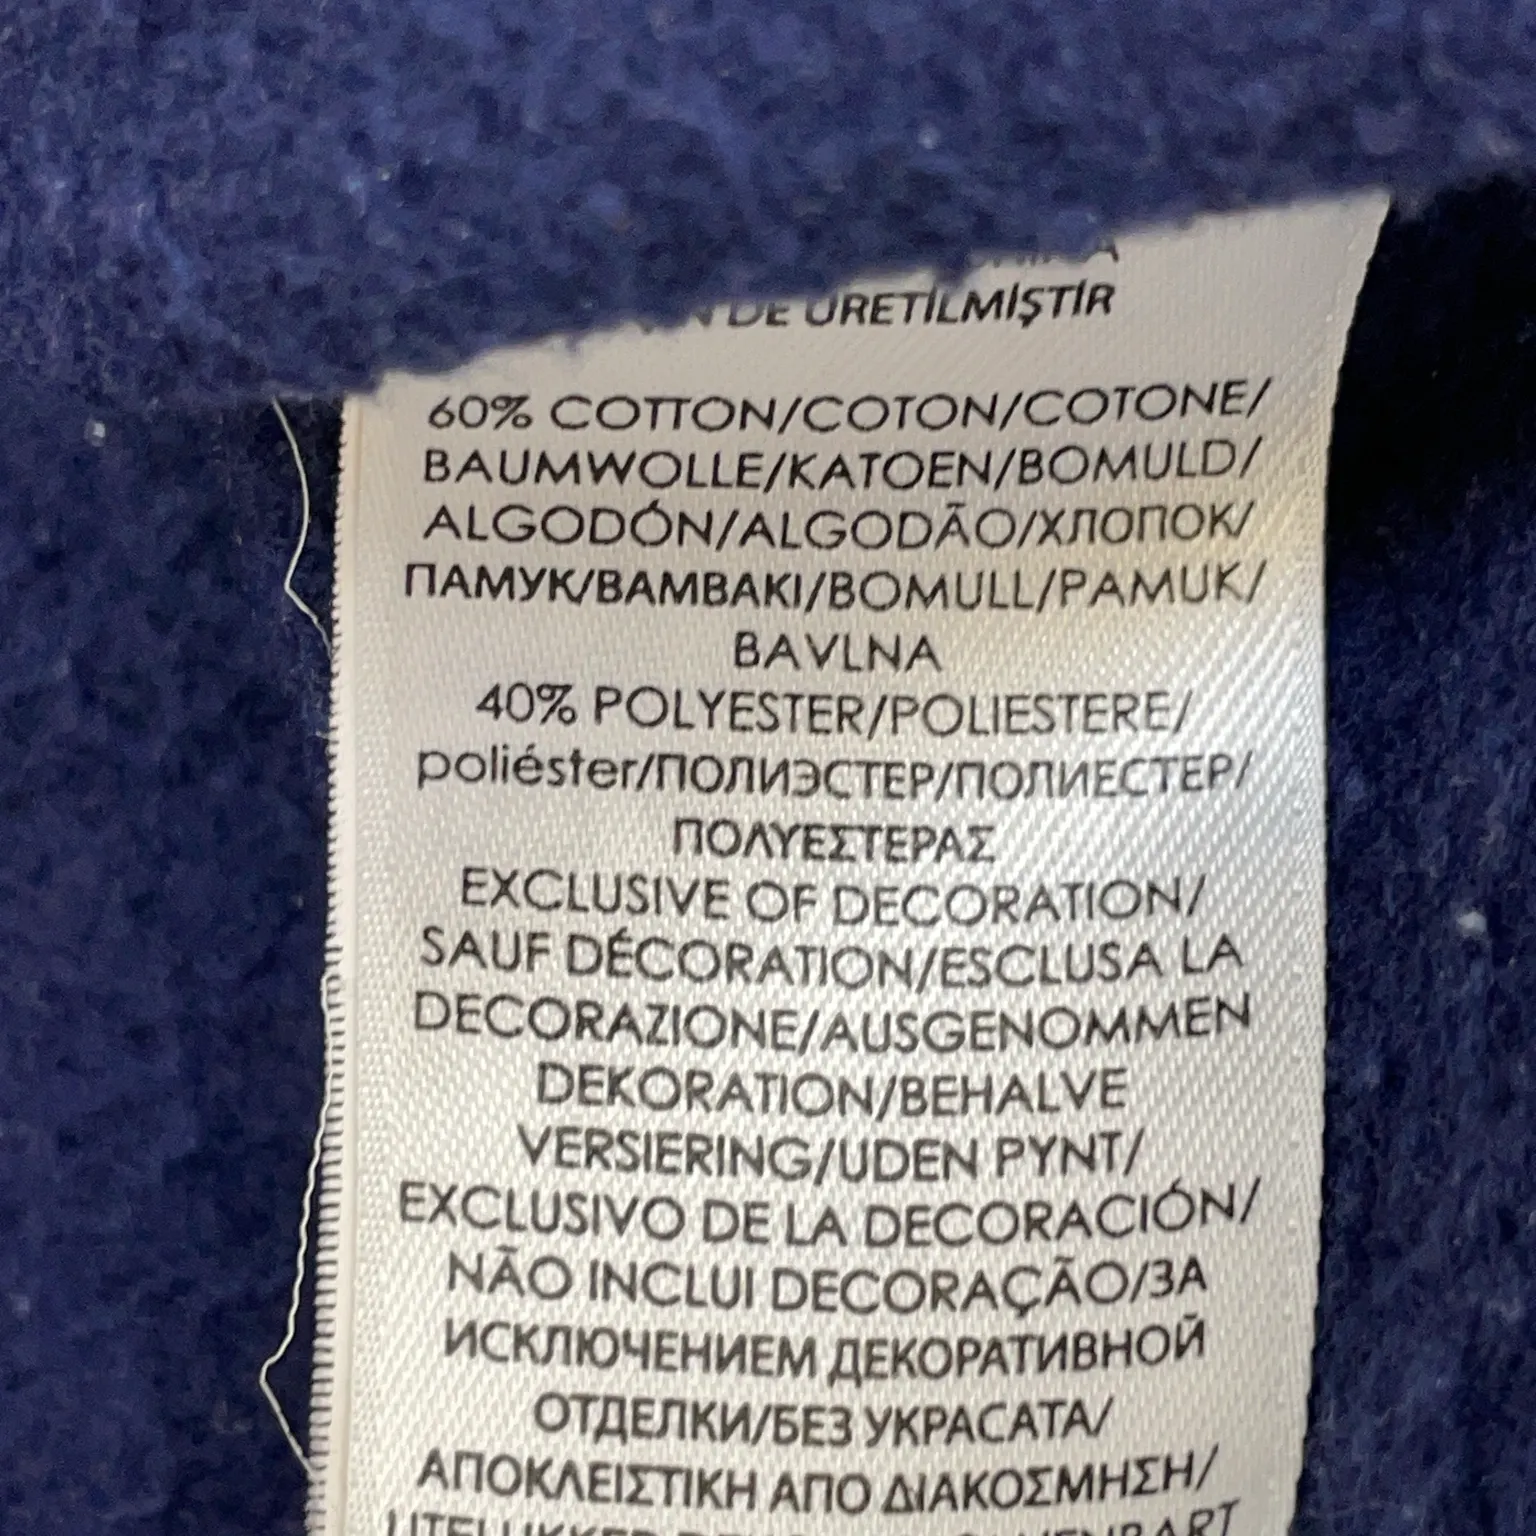 DE ÜRETİLMİŞTİR
60% COTTON/COTON/COTONE/
BAUMWOLLE/KATOEN/BOMULD/
ALGODÓN/ALGODÃO/ХЛОПОК/
ПАМУК/ΒΑΜΒΑΚΙ/BOMULL/PAMUK/
BAVLNA
40% POLYESTER/POLIESTERE/
poliéster/ПОЛИЭСТЕР/ПОЛИЕСТЕР/
ΠΟΛΥΕΣΤΕΡΑΣ
EXCLUSIVE OF DECORATION/
SAUF DÉCORATION/ESCLUSA LA
DECORAZIONE/AUSGENOMMEN
DEKORATION/BEHALVE
VERSIERING/UDEN PYNT/
EXCLUSIVO DE LA DECORACIÓN/
NÃO INCLUI DECORAÇÃO/ЗА
ИСКЛЮЧЕНИЕМ ДЕКОРАТИВНОЙ
ОТДЕЛКИ/БЕЗ УКРАСАТА/
ΑΠΟΚΛΕΙΣΤΙΚΗ ΑΠΟ ΔΙΑΚΟΣΜΗΣΗ/